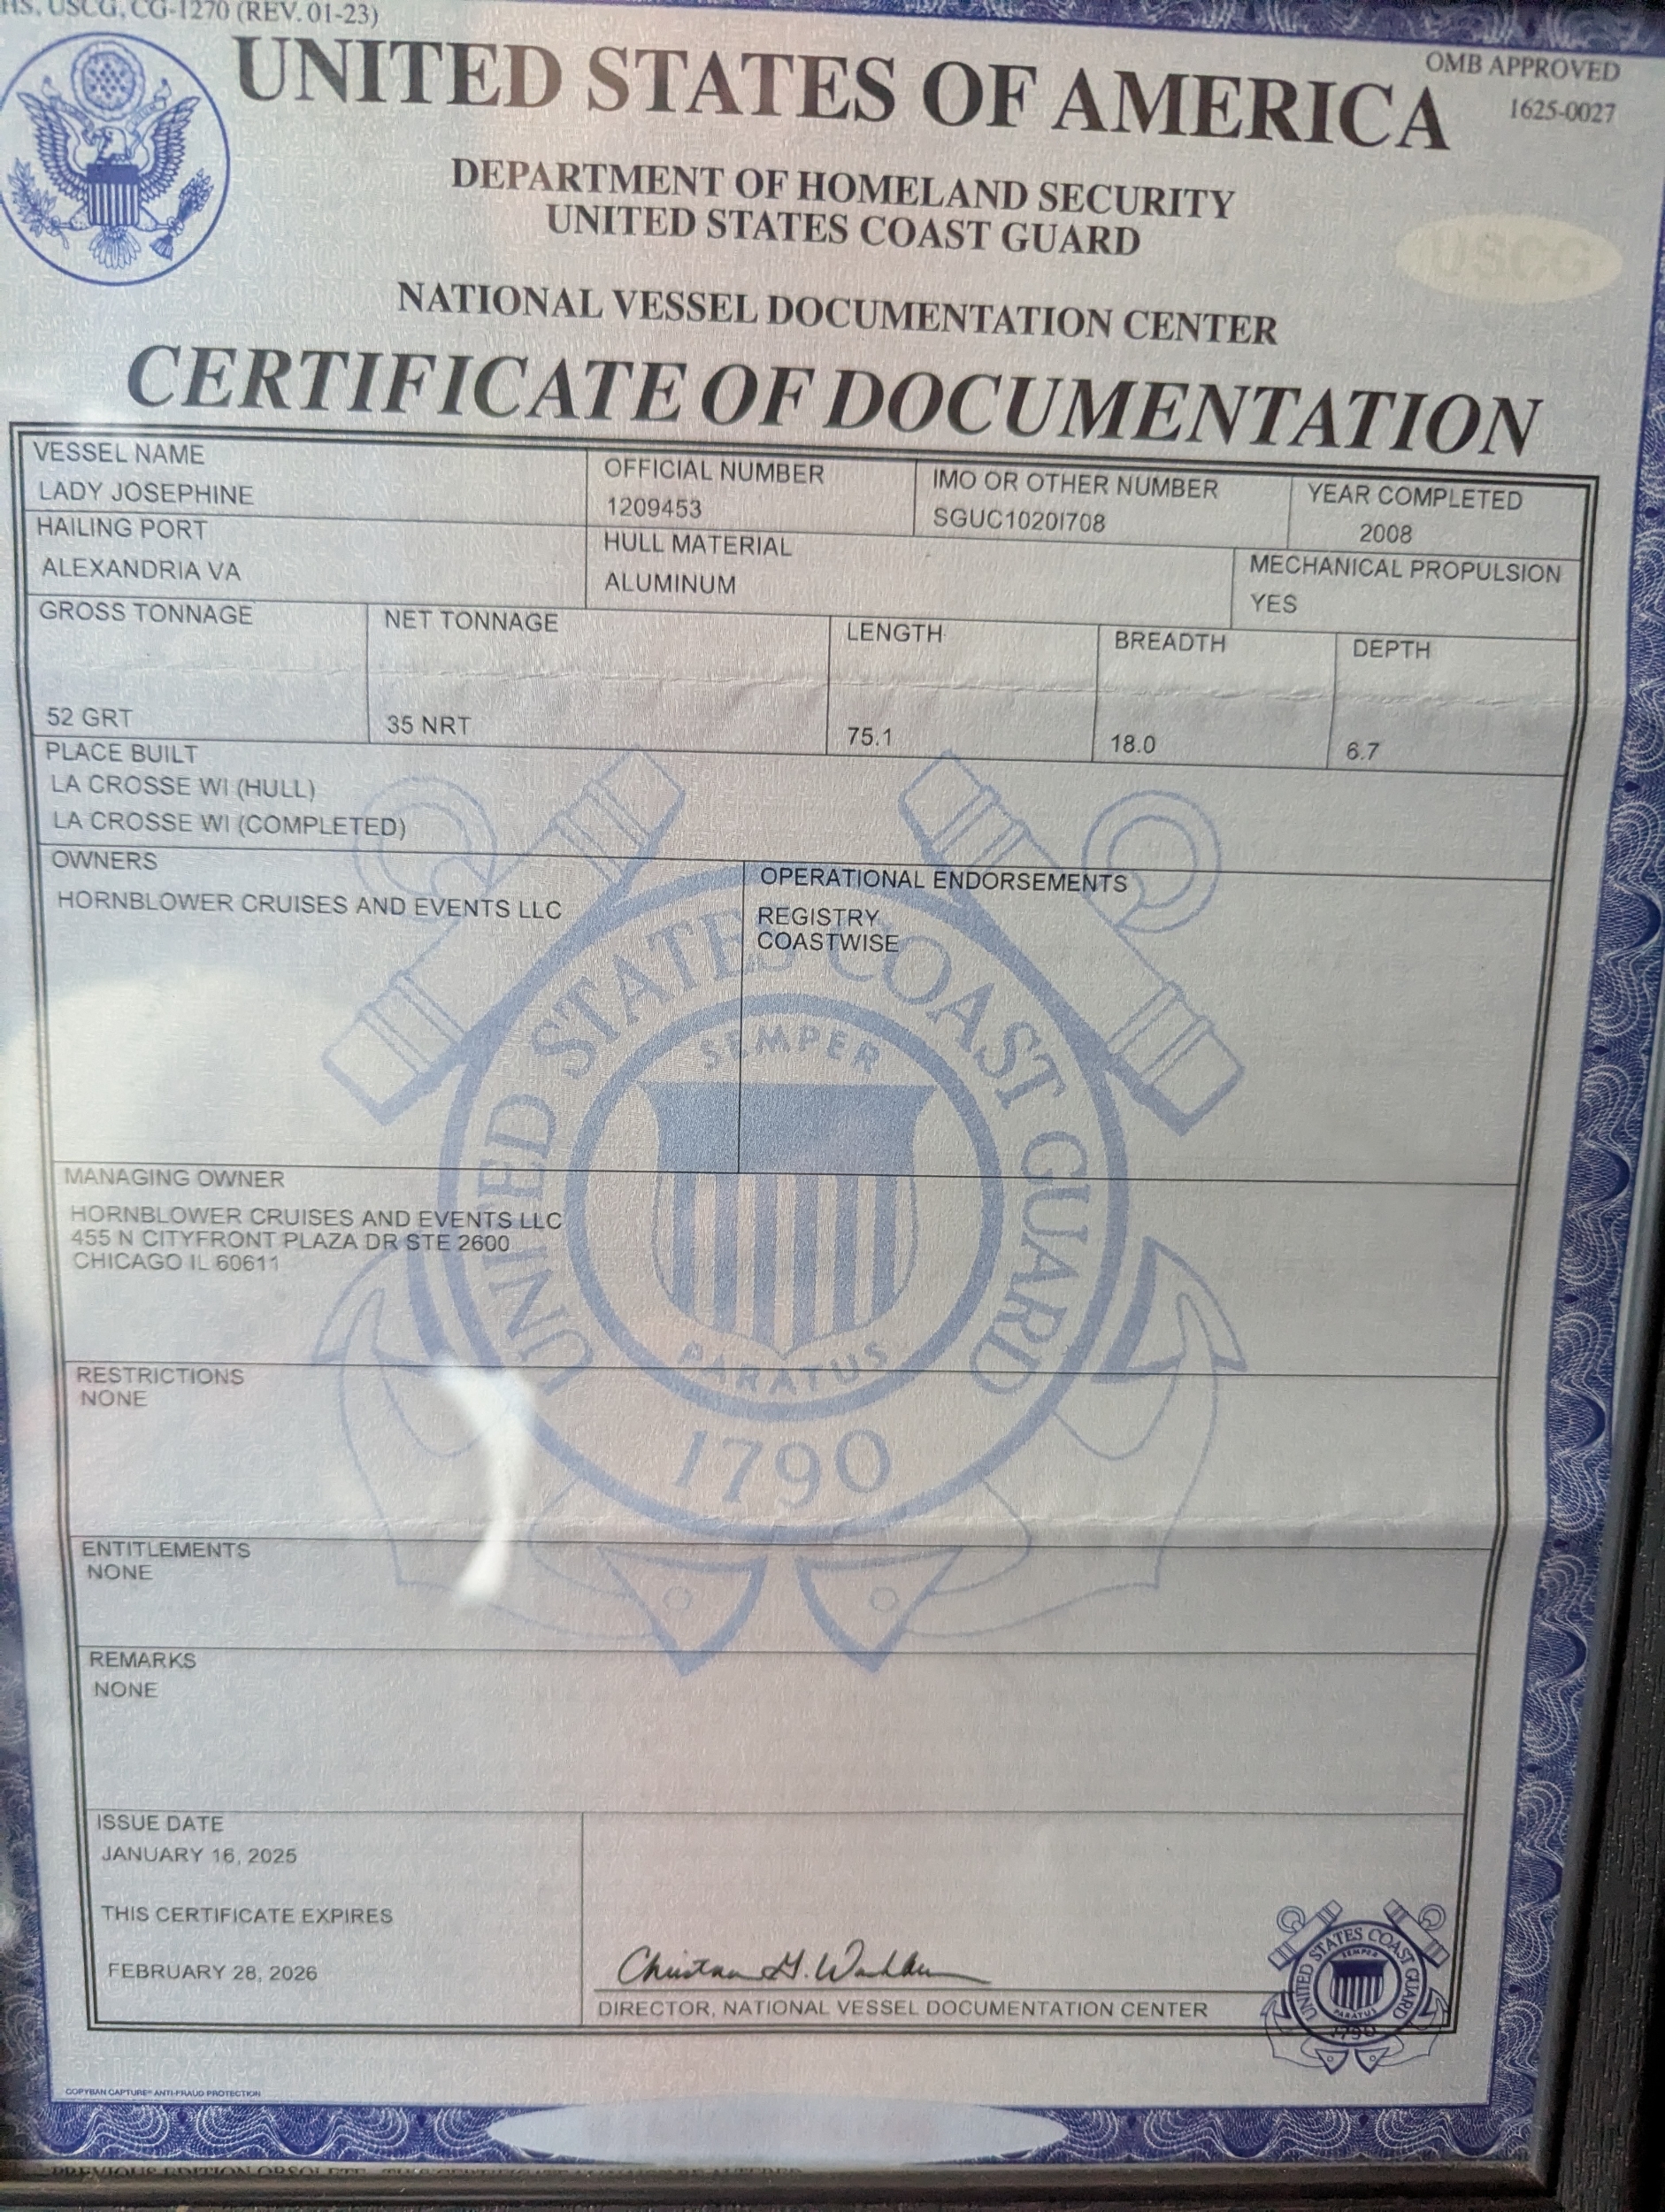 HS, USCG, CG-1270 (REV. 01-23)
OMB APPROVED
1625-0027
UNITED STATES OF AMERICA
DEPARTMENT OF HOMELAND SECURITY
UNITED STATES COAST GUARD
USCG
NATIONAL VESSEL DOCUMENTATION CENTER
CERTIFICATE OF DOCUMENTATION
VESSEL NAME
LADY JOSEPHINE
OFFICIAL NUMBER
1209453
IMO OR OTHER NUMBER
SGUC1020I708
YEAR COMPLETED
2008
HAILING PORT
ALEXANDRIA VA
HULL MATERIAL
ALUMINUM
MECHANICAL PROPULSION
YES
GROSS TONNAGE
52 GRT
NET TONNAGE
35 NRT
LENGTH
75.1
BREADTH
18.0
DEPTH
6.7
PLACE BUILT
LA CROSSE WI (HULL)
LA CROSSE WI (COMPLETED)
OWNERS
HORNBLOWER CRUISES AND EVENTS LLC
OPERATIONAL ENDORSEMENTS
REGISTRY
COASTWISE
UNITED STATES COAST GUARD
SEMPER
PARATUS
1790
MANAGING OWNER
HORNBLOWER CRUISES AND EVENTS LLC
455 N CITYFRONT PLAZA DR STE 2600
CHICAGO IL 60611
RESTRICTIONS
NONE
ENTITLEMENTS
NONE
REMARKS
NONE
ISSUE DATE
JANUARY 16, 2025
THIS CERTIFICATE EXPIRES
FEBRUARY 28, 2026
DIRECTOR, NATIONAL VESSEL DOCUMENTATION CENTER
UNITED STATES COAST GUARD
SEMPER
PARATUS
1790
COPYBAN CAPTURE® ANTI-FRAUD PROTECTION
PREVIOUS EDITION OBSOLETE